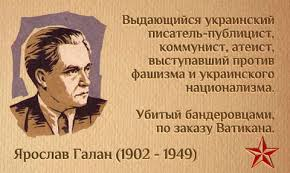 Выдающийся украинский
писатель-публицист,
коммунист, атеист,
выступавший против
фашизма и украинского
национализма.
Убитый бандеровцами,
по заказу Ватикана.
Ярослав Галан (1902 - 1949)